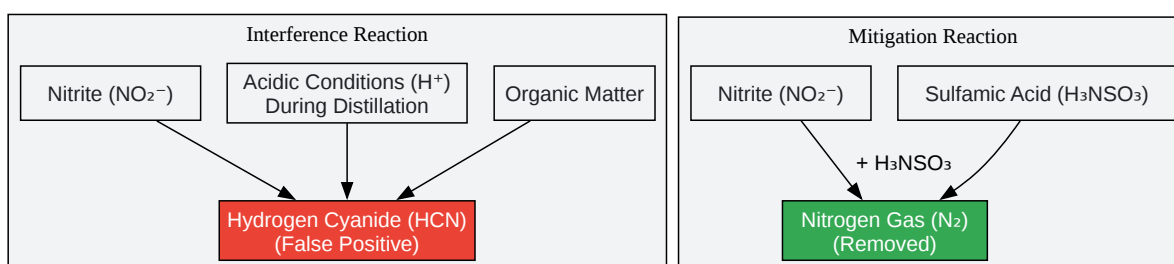 Interference Reaction
Nitrite (NO₂⁻)
Acidic Conditions (H⁺)
During Distillation
Organic Matter
Hydrogen Cyanide (HCN)
(False Positive)
Mitigation Reaction
Nitrite (NO₂⁻)
Sulfamic Acid (H₃NSO₃)
+ H₃NSO₃
Nitrogen Gas (N₂)
(Removed)